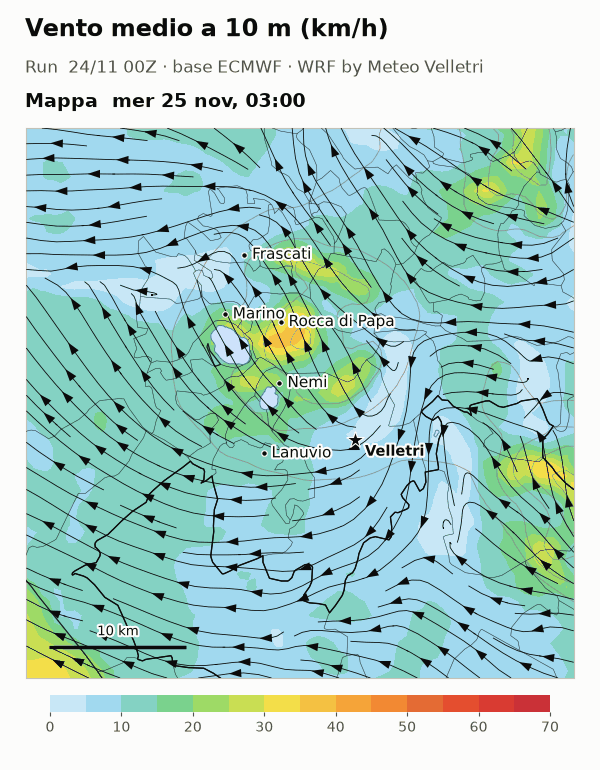 Vento medio a 10 m (km/h)
Run 24/11 00Z · base ECMWF · WRF by Meteo Velletri
Mappa mer 25 nov, 03:00
Frascati
Marino
Rocca di Papa
Nemi
Velletri
Lanuvio
10 km
0 10 20 30 40 50 60 70